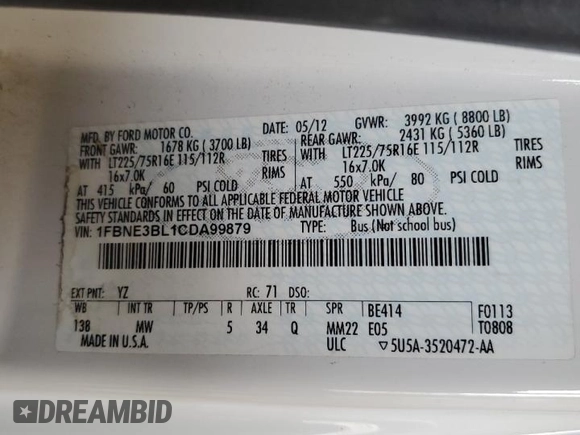 MFD. BY FORD MOTOR CO. DATE: 05/12 GVWR: 3992 KG ( 8800 LB)
FRONT GAWR: 1678 KG ( 3700 LB) REAR GAWR: 2431 KG ( 5360 LB)
WITH LT225/75R16E 115/112R TIRES WITH LT225/75R16E 115/112R TIRES
16x7.0K RIMS 16x7.0K RIMS
AT 415 kPa/ 60 PSI COLD AT 550 kPa/ 80 PSI COLD
THIS VEHICLE CONFORMS TO ALL APPLICABLE FEDERAL MOTOR VEHICLE
SAFETY STANDARDS IN EFFECT ON THE DATE OF MANUFACTURE SHOWN ABOVE.
VIN: 1FBNE3BL1CDA99879 TYPE: Bus (Not school bus)
EXT PNT: YZ RC: 71 DSO:
WB INT TR TP/PS R AXLE TR SPR BE414 F0113
138 MW 5 34 Q MM22 E05 T0808
MADE IN U.S.A. ULC ▽5U5A-3520472-AA
DREAMBID